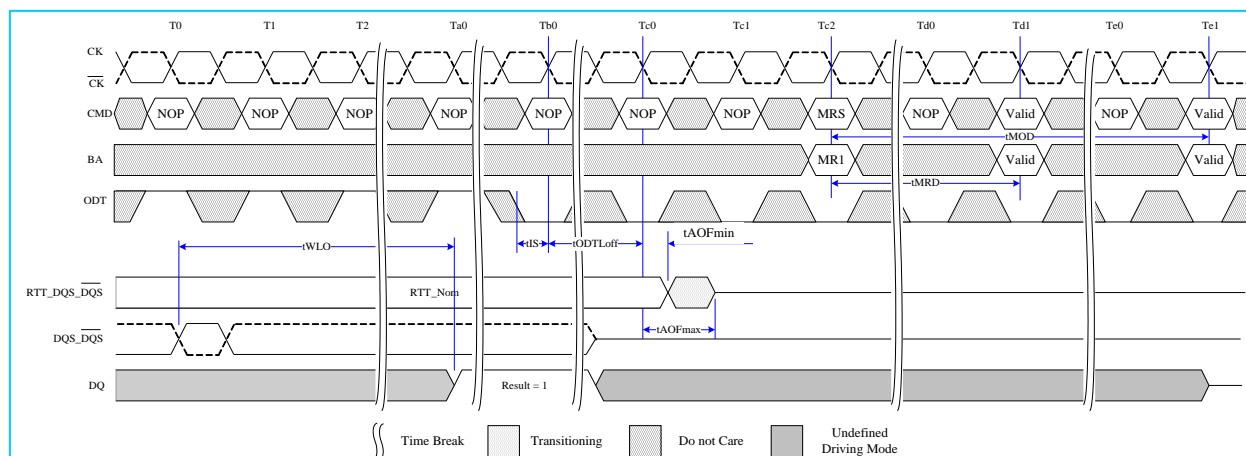 T0 T1 T2 Ta0 Tb0 Tc0 Tc1 Tc2 Td0 Td1 Te0 Te1
CK
CK
CMD NOP NOP NOP NOP NOP NOP NOP MRS NOP Valid NOP Valid
tMOD
BA MR1 Valid Valid
tMRD
ODT
tAOFmin
tWLO tIS tODTLoff
RTT_DQS_DQS RTT_Nom
tAOFmax
DQS_DQS
DQ Result = 1
Time Break Transitioning Do not Care Undefined
Driving Mode